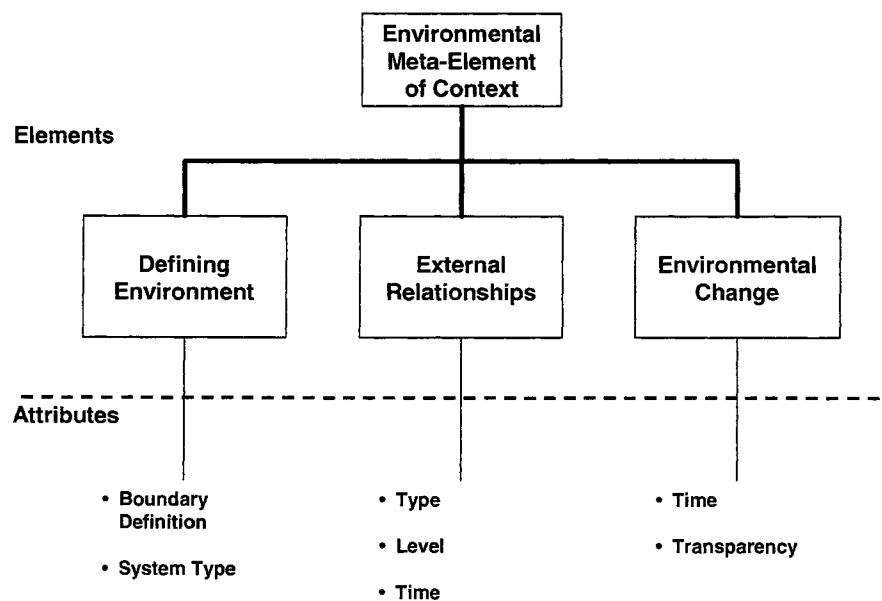 Environmental
Meta-Element
of Context
Elements
Defining
Environment
External
Relationships
Environmental
Change
Attributes
• Boundary
Definition
• System Type
• Type
• Level
• Time
• Time
• Transparency